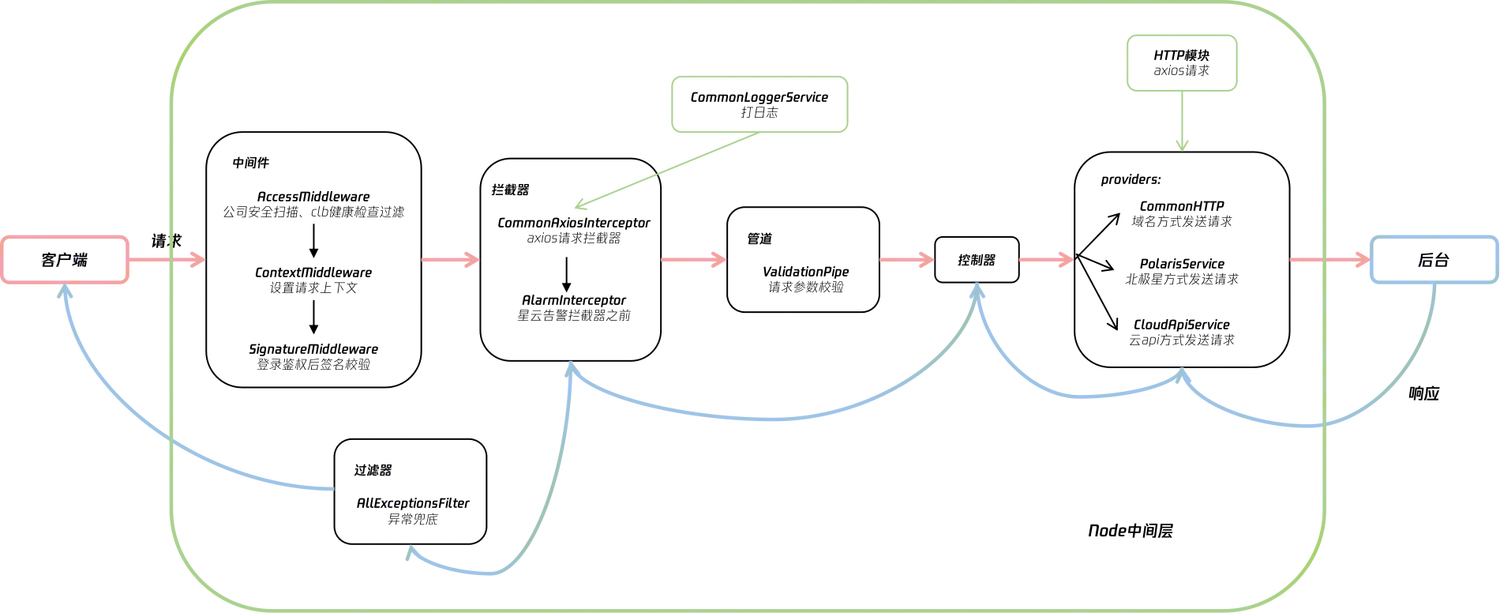 HTTP模块
axios请求
CommonLoggerService
打日志
中间件
AccessMiddleware
公司安全扫描、clb健康检查过滤
ContextMiddleware
设置请求上下文
SignatureMiddleware
登录鉴权后签名校验
拦截器
CommonAxiosInterceptor
axios请求拦截器
AlarmInterceptor
星云告警拦截器之前
管道
ValidationPipe
请求参数校验
控制器
providers:
CommonHTTP
域名方式发送请求
PolarisService
北极星方式发送请求
CloudApiService
云api方式发送请求
客户端
请求
后台
响应
过滤器
AllExceptionsFilter
异常兜底
Node中间层